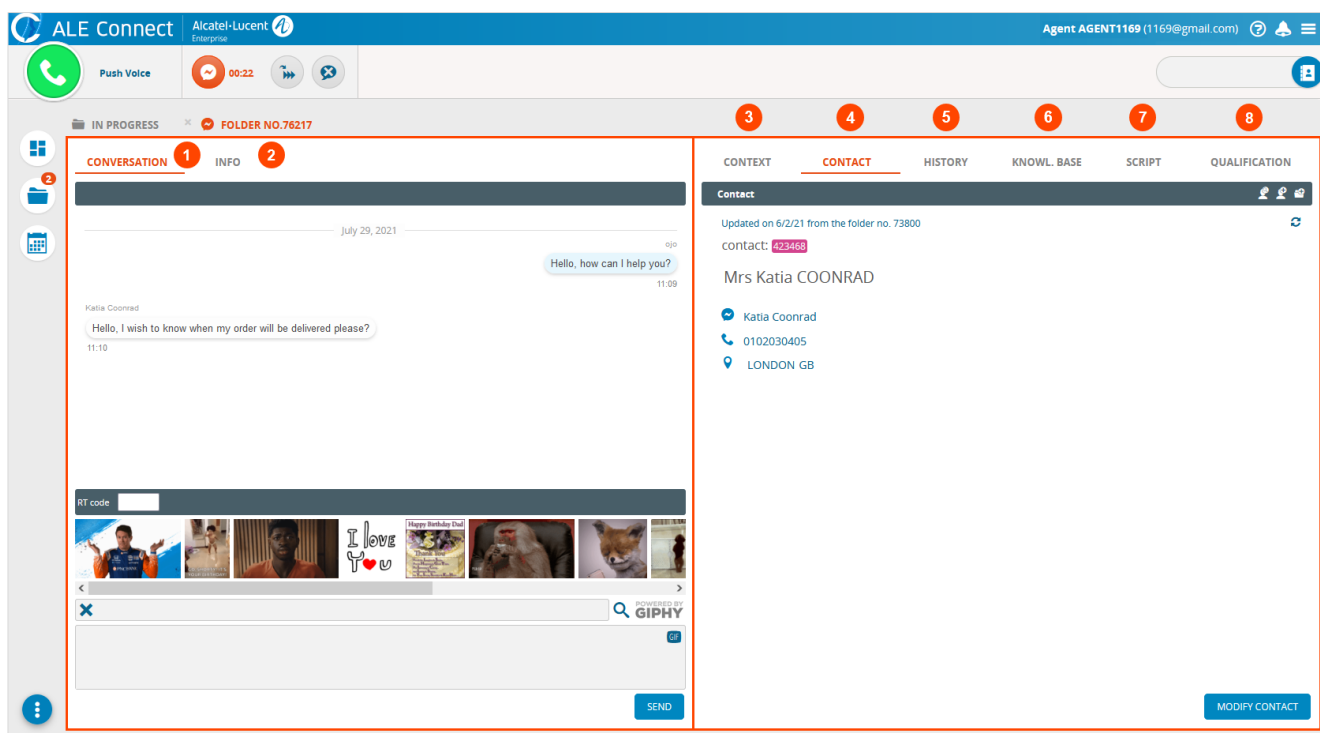 ALE Connect
Alcatel·Lucent
Enterprise
Agent AGENT1169 (1169@gmail.com)
Push Voice
00:22
IN PROGRESS
× FOLDER NO.76217
3
4
5
6
7
8
2
CONVERSATION
1
INFO
2
CONTEXT
CONTACT
HISTORY
KNOWL. BASE
SCRIPT
QUALIFICATION
Contact
July 29, 2021
ojo
Hello, how can I help you?
11:09
Katia Coonrad
Hello, I wish to know when my order will be delivered please?
11:10
Updated on 6/2/21 from the folder no. 73800
contact: 423468
Mrs Katia COONRAD
Katia Coonrad
0102030405
LONDON GB
RT code
I love
You
Happy Birthday Dad
Thank You
POWERED BY
GIPHY
GIF
SEND
MODIFY CONTACT